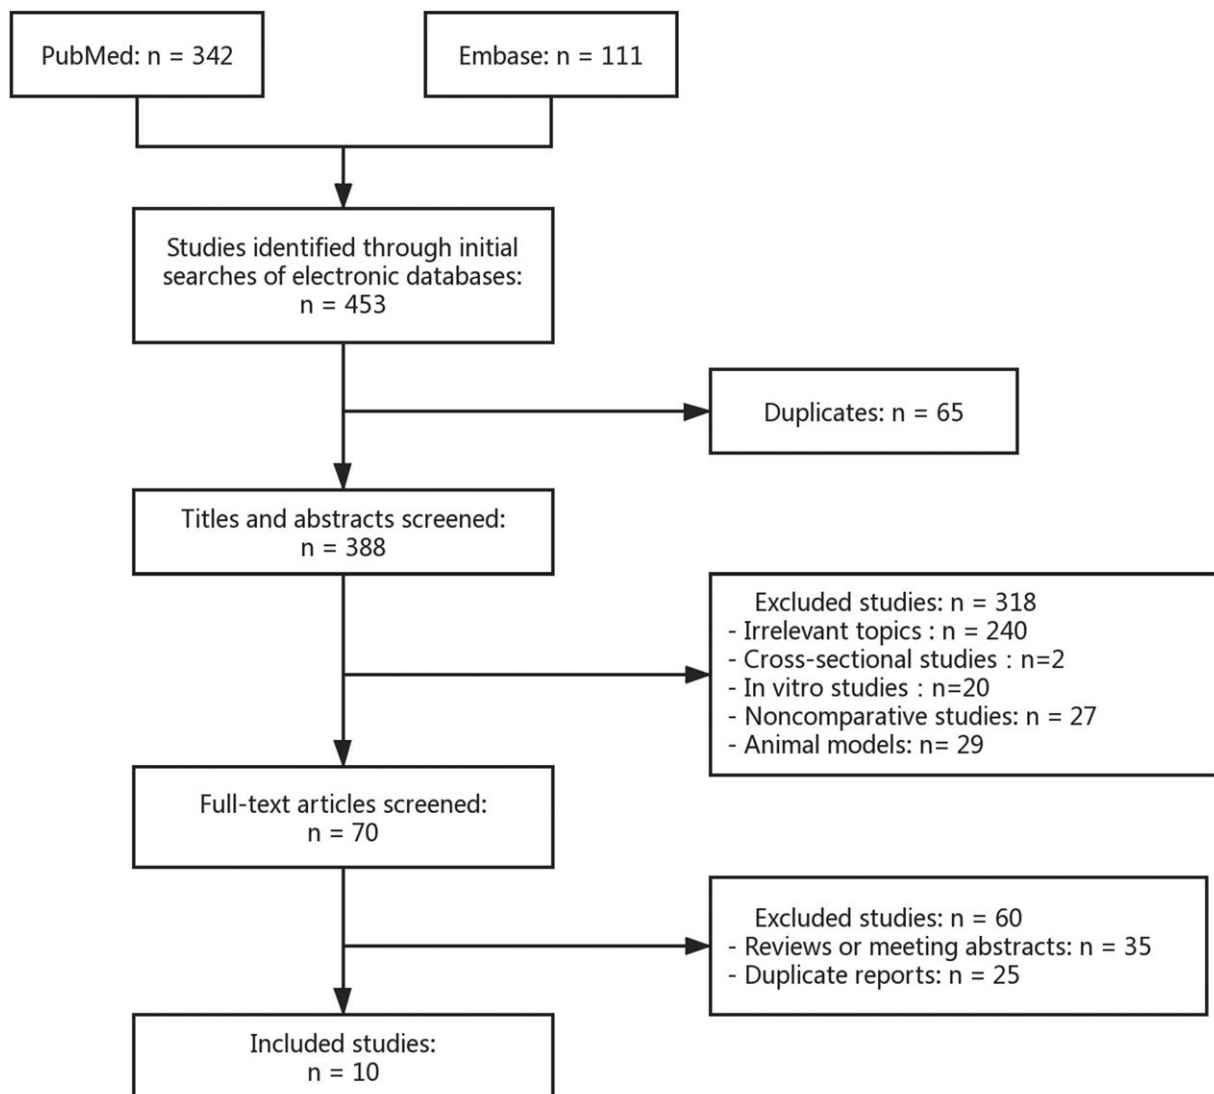 PubMed: n = 342
Embase: n = 111
Studies identified through initial
searches of electronic databases:
n = 453
Duplicates: n = 65
Titles and abstracts screened:
n = 388
Excluded studies: n = 318
- Irrelevant topics : n = 240
- Cross-sectional studies : n=2
- In vitro studies : n=20
- Noncomparative studies: n = 27
- Animal models: n= 29
Full-text articles screened:
n = 70
Excluded studies: n = 60
- Reviews or meeting abstracts: n = 35
- Duplicate reports: n = 25
Included studies:
n = 10